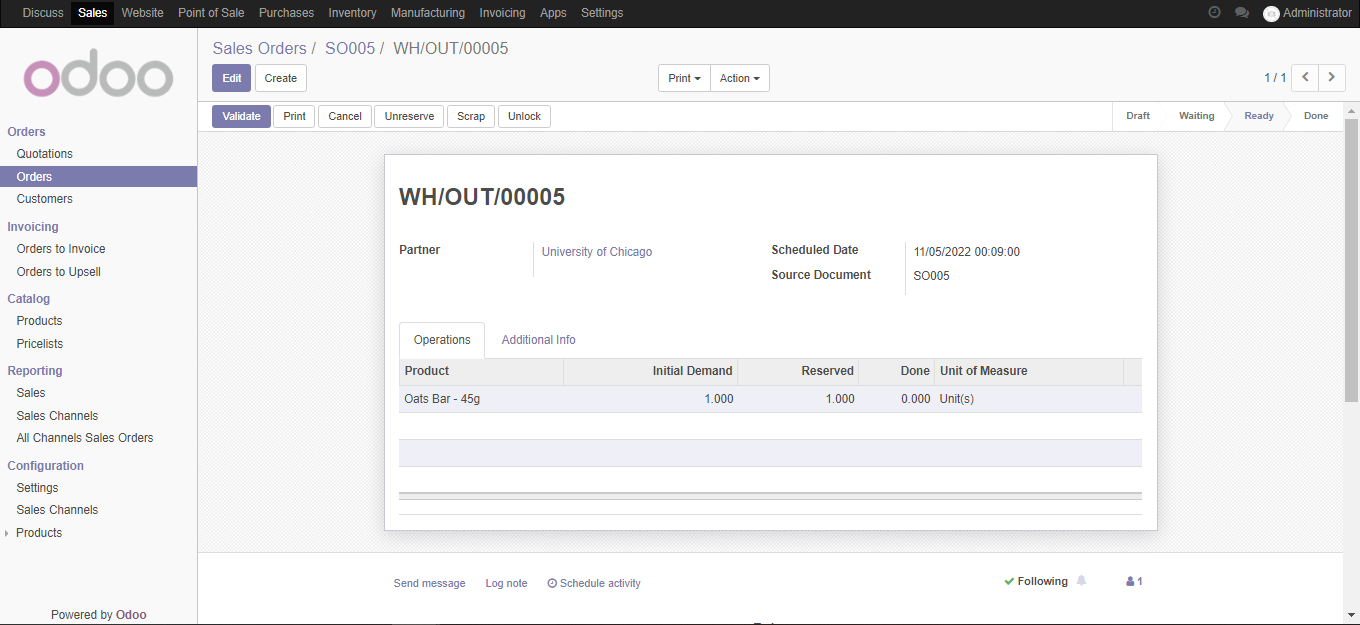 Discuss Sales Website Point of Sale Purchases Inventory Manufacturing Invoicing Apps Settings Administrator
odoo
Orders
Quotations
Orders
Customers
Invoicing
Orders to Invoice
Orders to Upsell
Catalog
Products
Pricelists
Reporting
Sales
Sales Channels
All Channels Sales Orders
Configuration
Settings
Sales Channels
Products
Powered by Odoo
Sales Orders / SO005 / WH/OUT/00005
Edit Create Print Action 1 / 1
Validate Print Cancel Unreserve Scrap Unlock Draft Waiting Ready Done
WH/OUT/00005
Partner University of Chicago Scheduled Date 11/05/2022 00:09:00
Source Document SO005
Operations Additional Info
Product Initial Demand Reserved Done Unit of Measure
Oats Bar - 45g 1.000 1.000 0.000 Unit(s)
Send message Log note Schedule activity Following 1